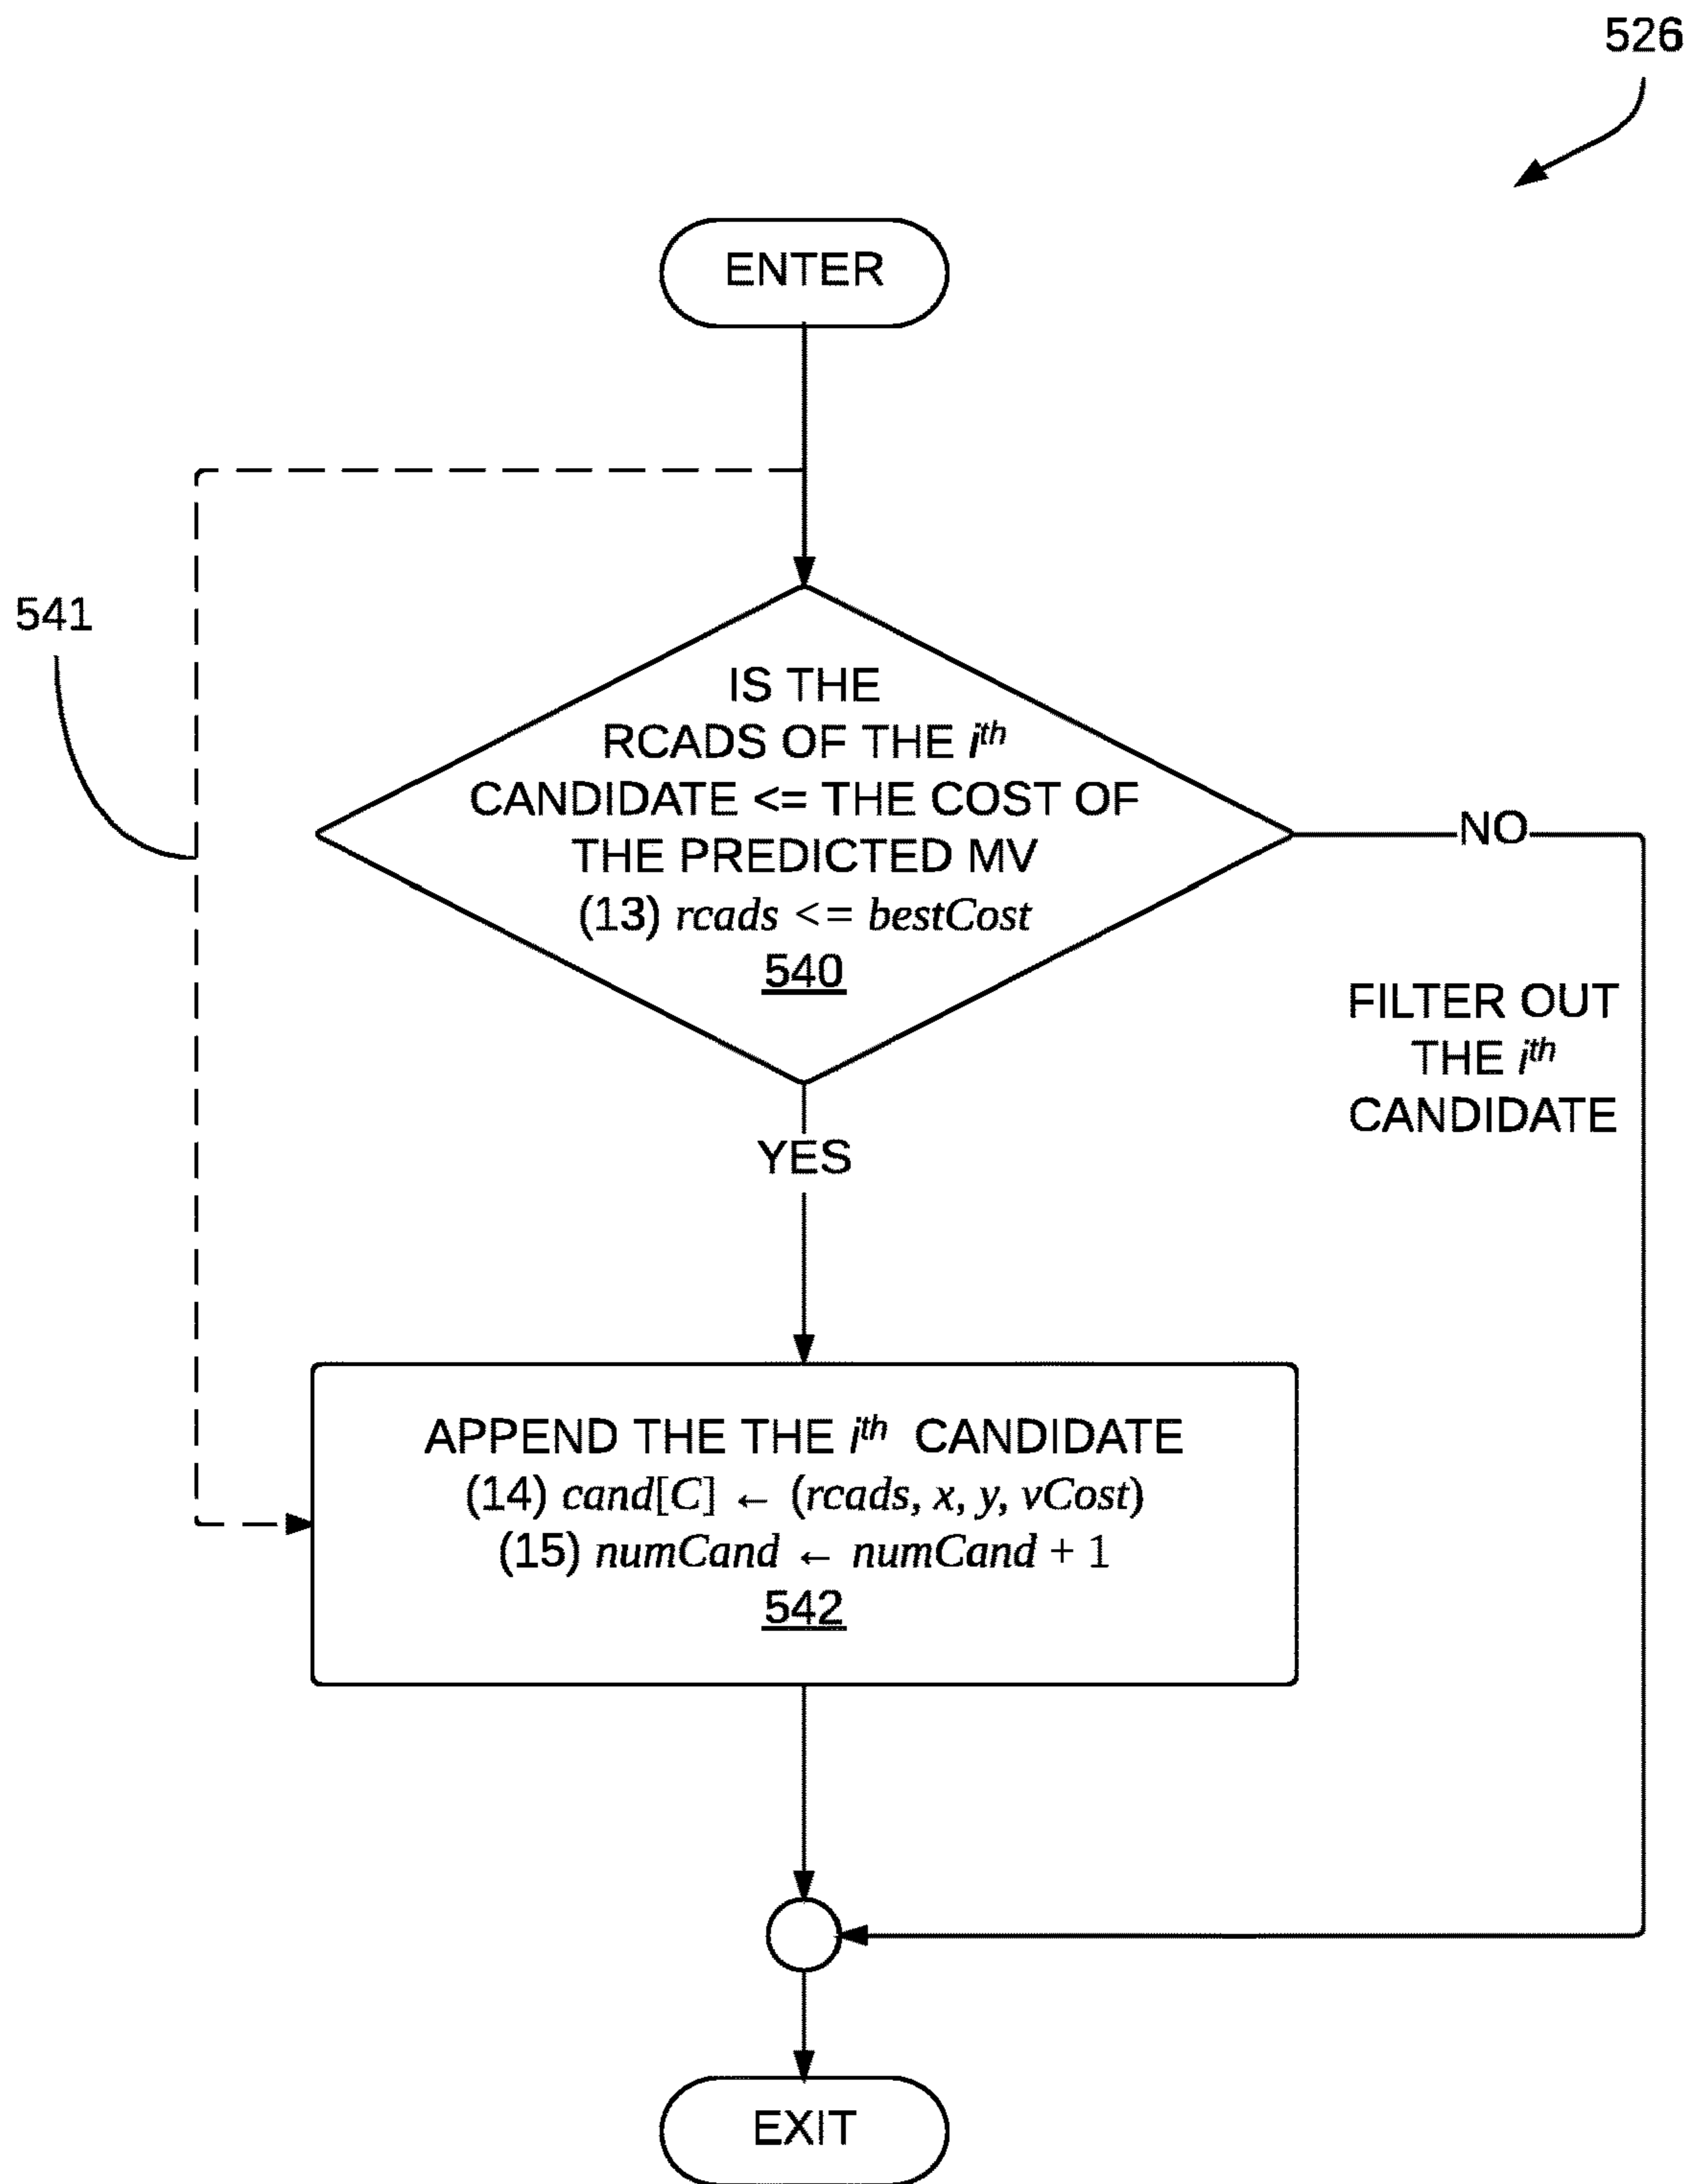 526
ENTER
541
IS THE
RCADS OF THE iᵗʰ
CANDIDATE <= THE COST OF
THE PREDICTED MV
(13) rcads <= bestCost
540
NO
FILTER OUT
THE iᵗʰ
CANDIDATE
YES
APPEND THE THE iᵗʰ CANDIDATE
(14) cand[C] ← (rcads, x, y, vCost)
(15) numCand ← numCand + 1
542
EXIT